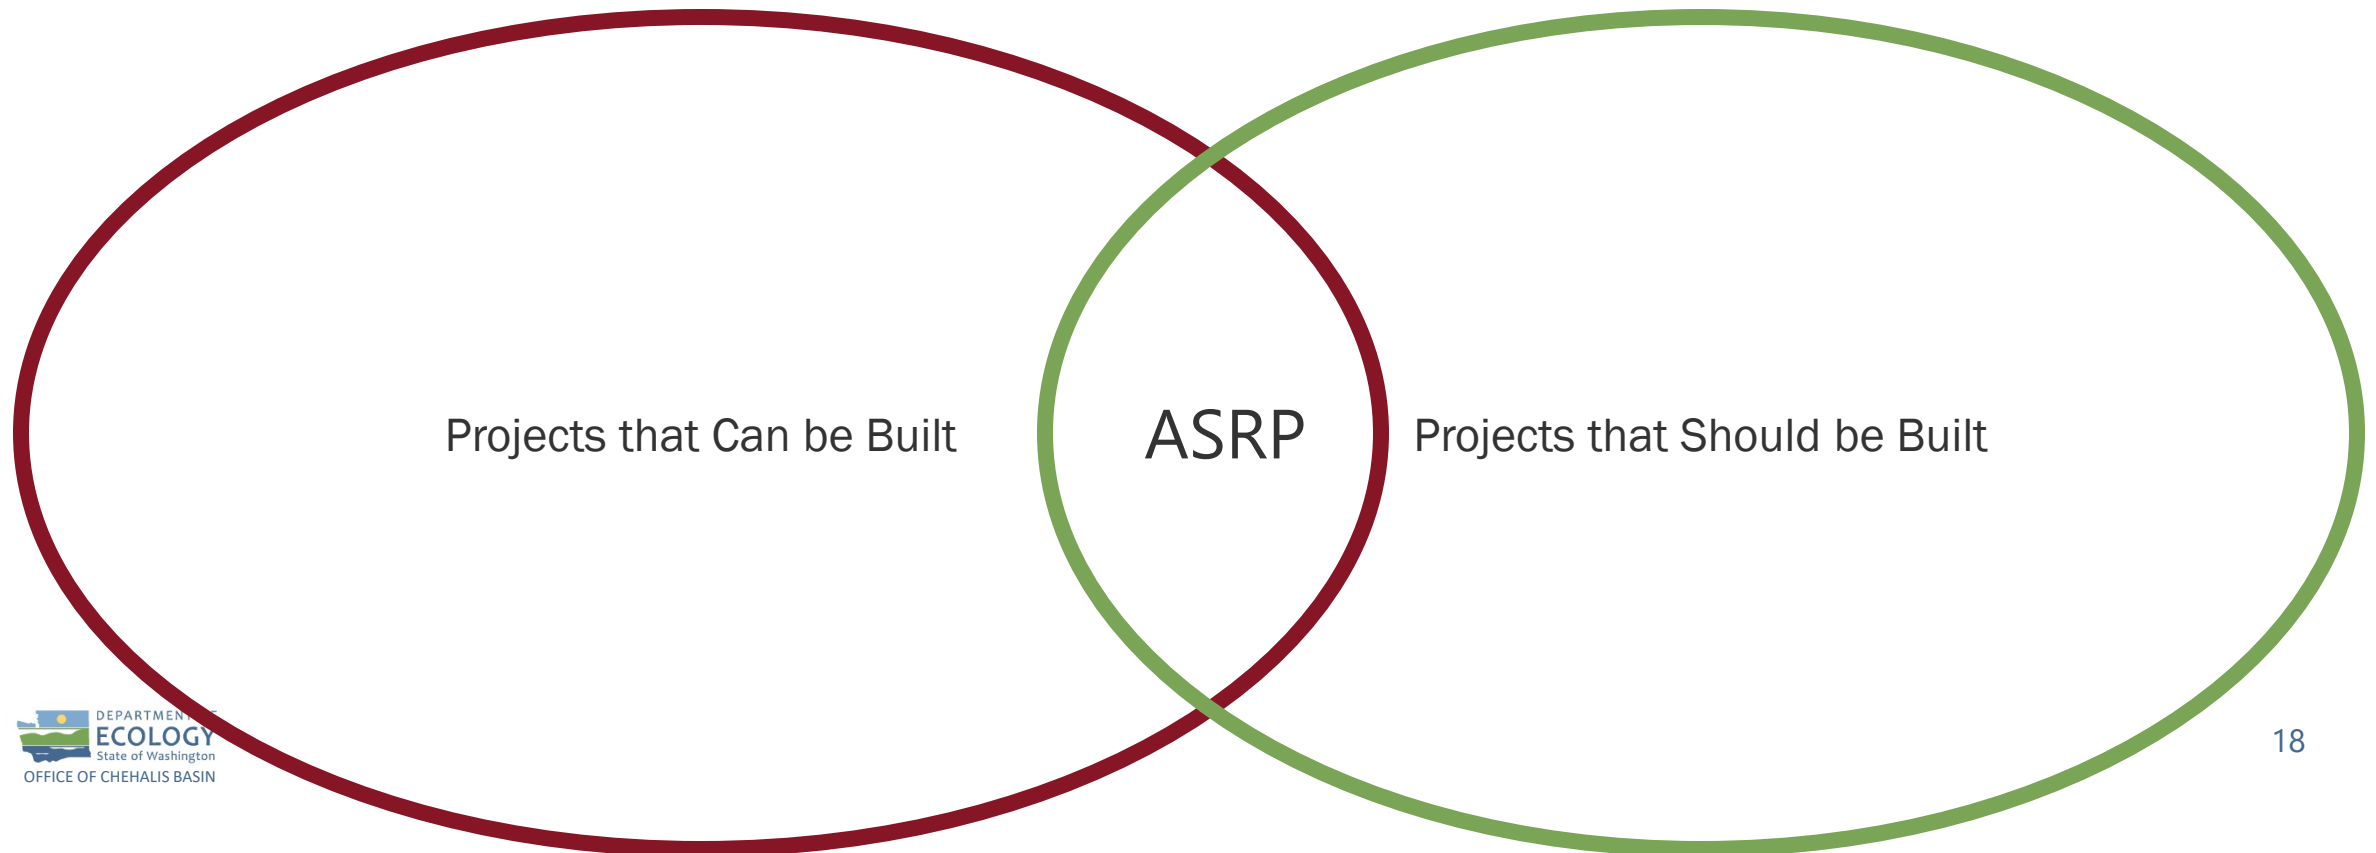 Projects that Can be Built
ASRP
Projects that Should be Built
DEPARTMENT
ECOLOGY
State of Washington
OFFICE OF CHEHALIS BASIN
18